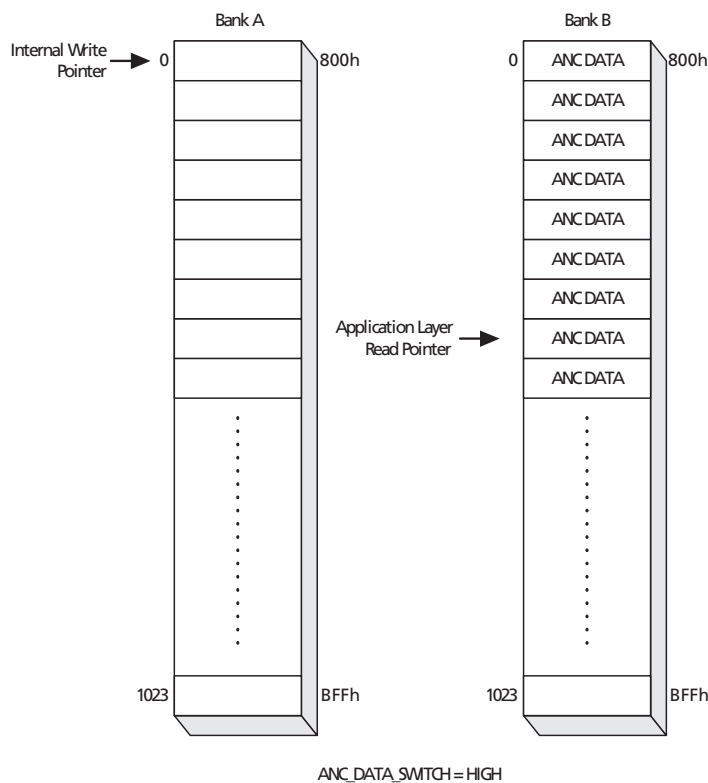 Bank A
Bank B
Internal Write
Pointer
0
800h
0
ANC DATA
800h
ANC DATA
ANC DATA
ANC DATA
ANC DATA
ANC DATA
ANC DATA
Application Layer
Read Pointer
ANC DATA
ANC DATA
1023
BFFh
1023
BFFh
ANC_DATA_SWITCH = HIGH